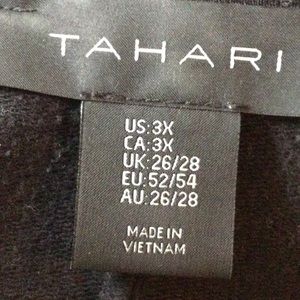 TAHARI
US:3X
CA:3X
UK:26/28
EU:52/54
AU:26/28
MADE IN
VIETNAM